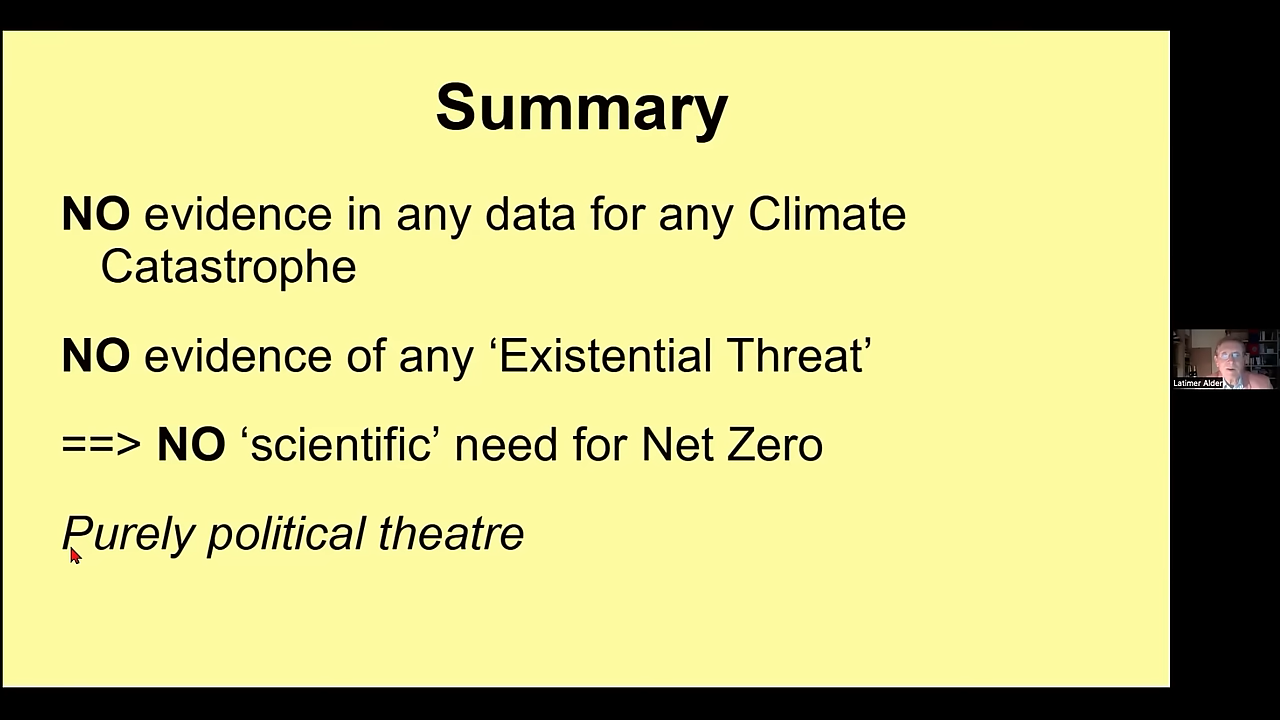 Summary
NO evidence in any data for any Climate
Catastrophe
NO evidence of any ‘Existential Threat’
==> NO ‘scientific’ need for Net Zero
Purely political theatre
Latimer Alder